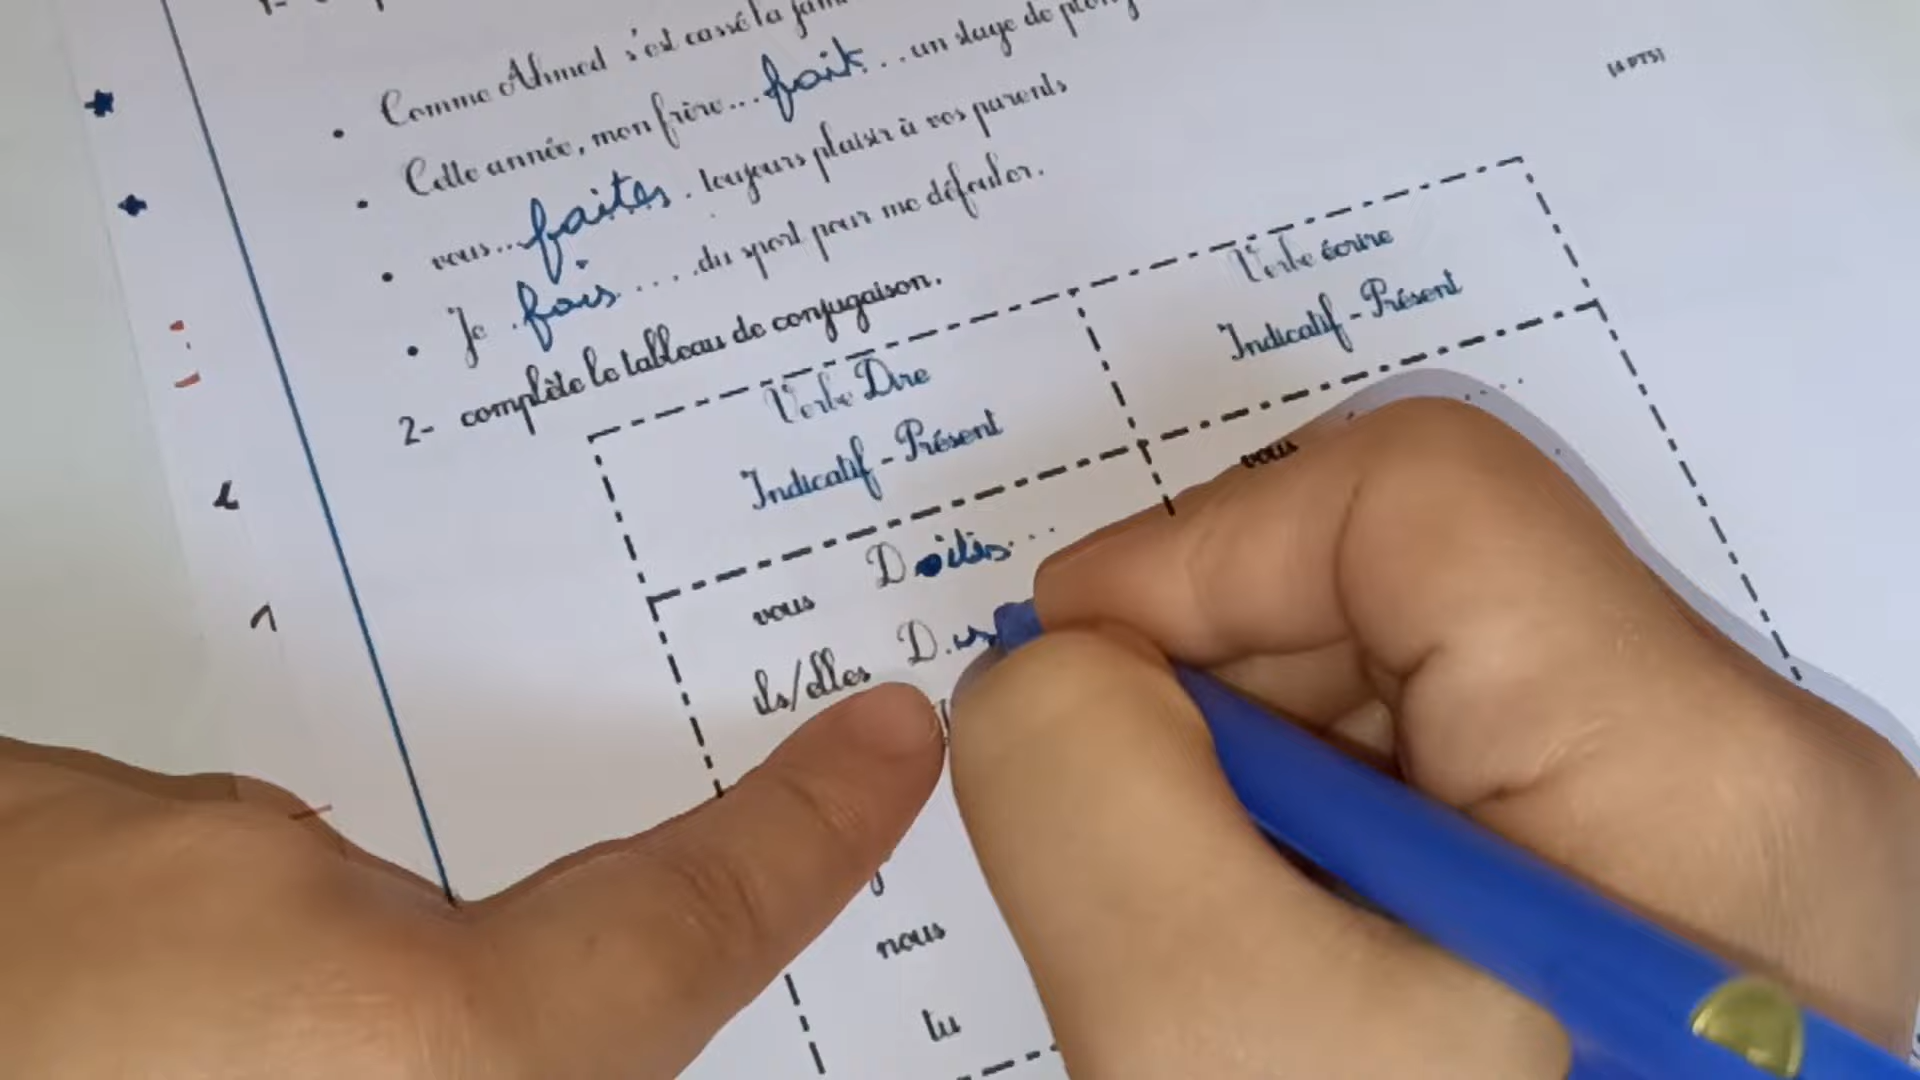 Comme Ahmed s'est cassé la
Cette année, mon frère... fait .. un stage de
vous... faites . toujours plaisir à vos parents
Je . fais .....du sport pour me défouler.
2- complète le tableau de conjugaison.
(4 PTS)
Verbe Dire
Indicatif - Présent
Verbe écrire
Indicatif - Présent
vous
vous
ils/elles
nous
tu